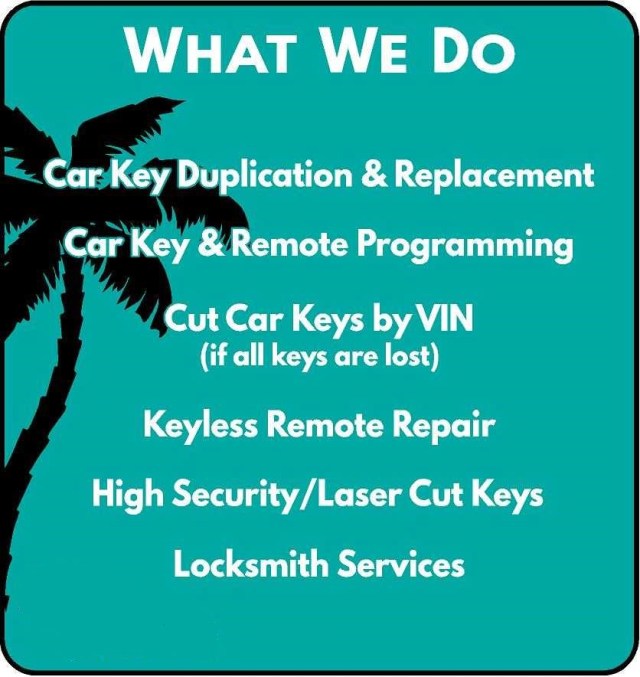 What We Do
Car Key Duplication & Replacement
Car Key & Remote Programming
Cut Car Keys by VIN
(if all keys are lost)
Keyless Remote Repair
High Security/Laser Cut Keys
Locksmith Services